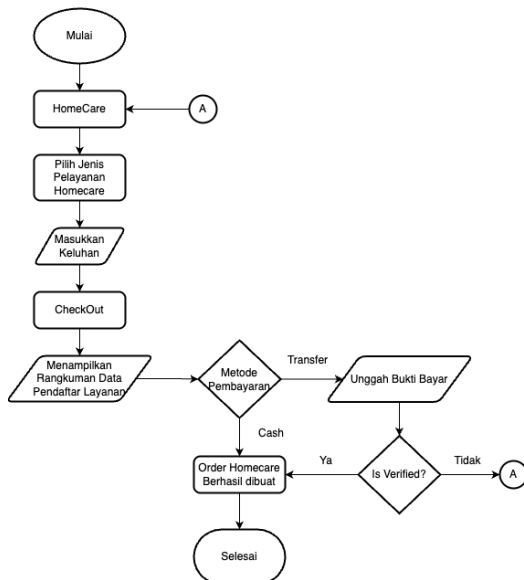 Mulai
HomeCare
A
Pilih Jenis
Pelayanan
Homecare
Masukkan
Keluhan
CheckOut
Menampilkan
Rangkuman Data
Pendaftar Layanan
Metode
Pembayaran
Transfer
Unggah Bukti Bayar
Cash
Order Homecare
Berhasil dibuat
Ya
Is Verified?
Tidak
A
Selesai